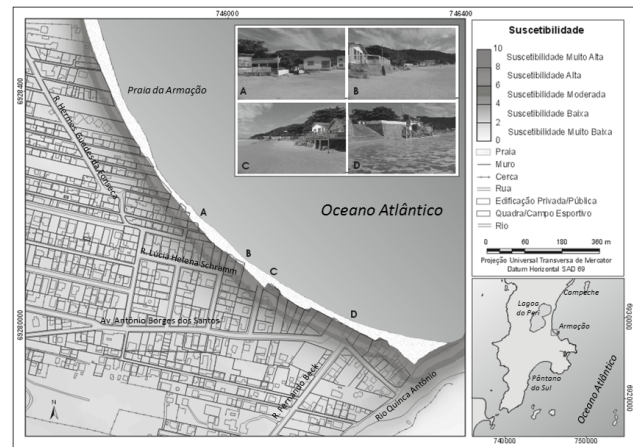 746000
746400
6928400
6928000
Praia da Armação
R. Hermes Guedes da Fonseca
A
B
C
D
Oceano Atlântico
A
B
C
D
R. Lúcia Helena Schramm
Av. Antônio Borges dos Santos
R. Fernando Beck
Rio Quinca Antônio
N
Suscetibilidade
10
8
6
4
2
0
Suscetibilidade Muito Alta
Suscetibilidade Alta
Suscetibilidade Moderada
Suscetibilidade Baixa
Suscetibilidade Muito Baixa
Praia
Muro
Cerca
Rua
Edificação Privada/Pública
Quadra/Campo Esportivo
Rio
0
90
180
360 m
Projeção Universal Transversa de Mercator
Datum Horizontal SAD 69
Campeche
Lagoa
do Peri
Armação
Pântano
do Sul
Oceano Atlântico
740000
750000